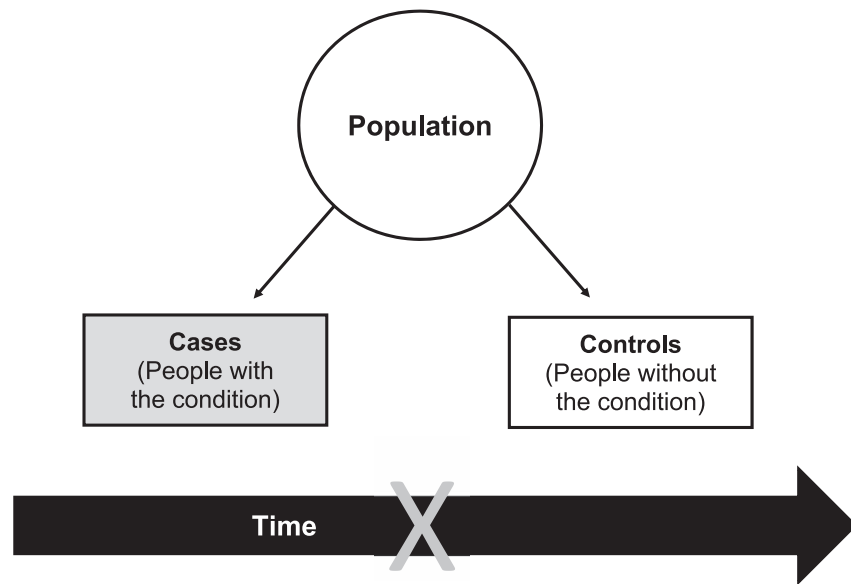 Population
Cases
(People with
the condition)
Controls
(People without
the condition)
Time
X